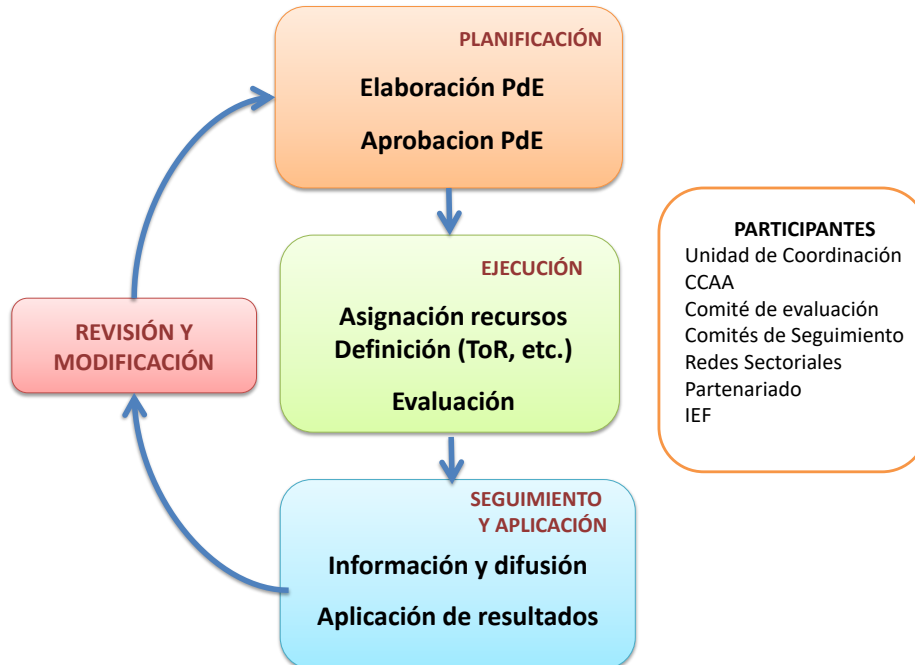 PLANIFICACIÓN
Elaboración PdE
Aprobacion PdE
EJECUCIÓN
Asignación recursos
Definición (ToR, etc.)
Evaluación
SEGUIMIENTO
Y APLICACIÓN
Información y difusión
Aplicación de resultados
REVISIÓN Y
MODIFICACIÓN
PARTICIPANTES
Unidad de Coordinación
CCAA
Comité de evaluación
Comités de Seguimiento
Redes Sectoriales
Partenariado
IEF